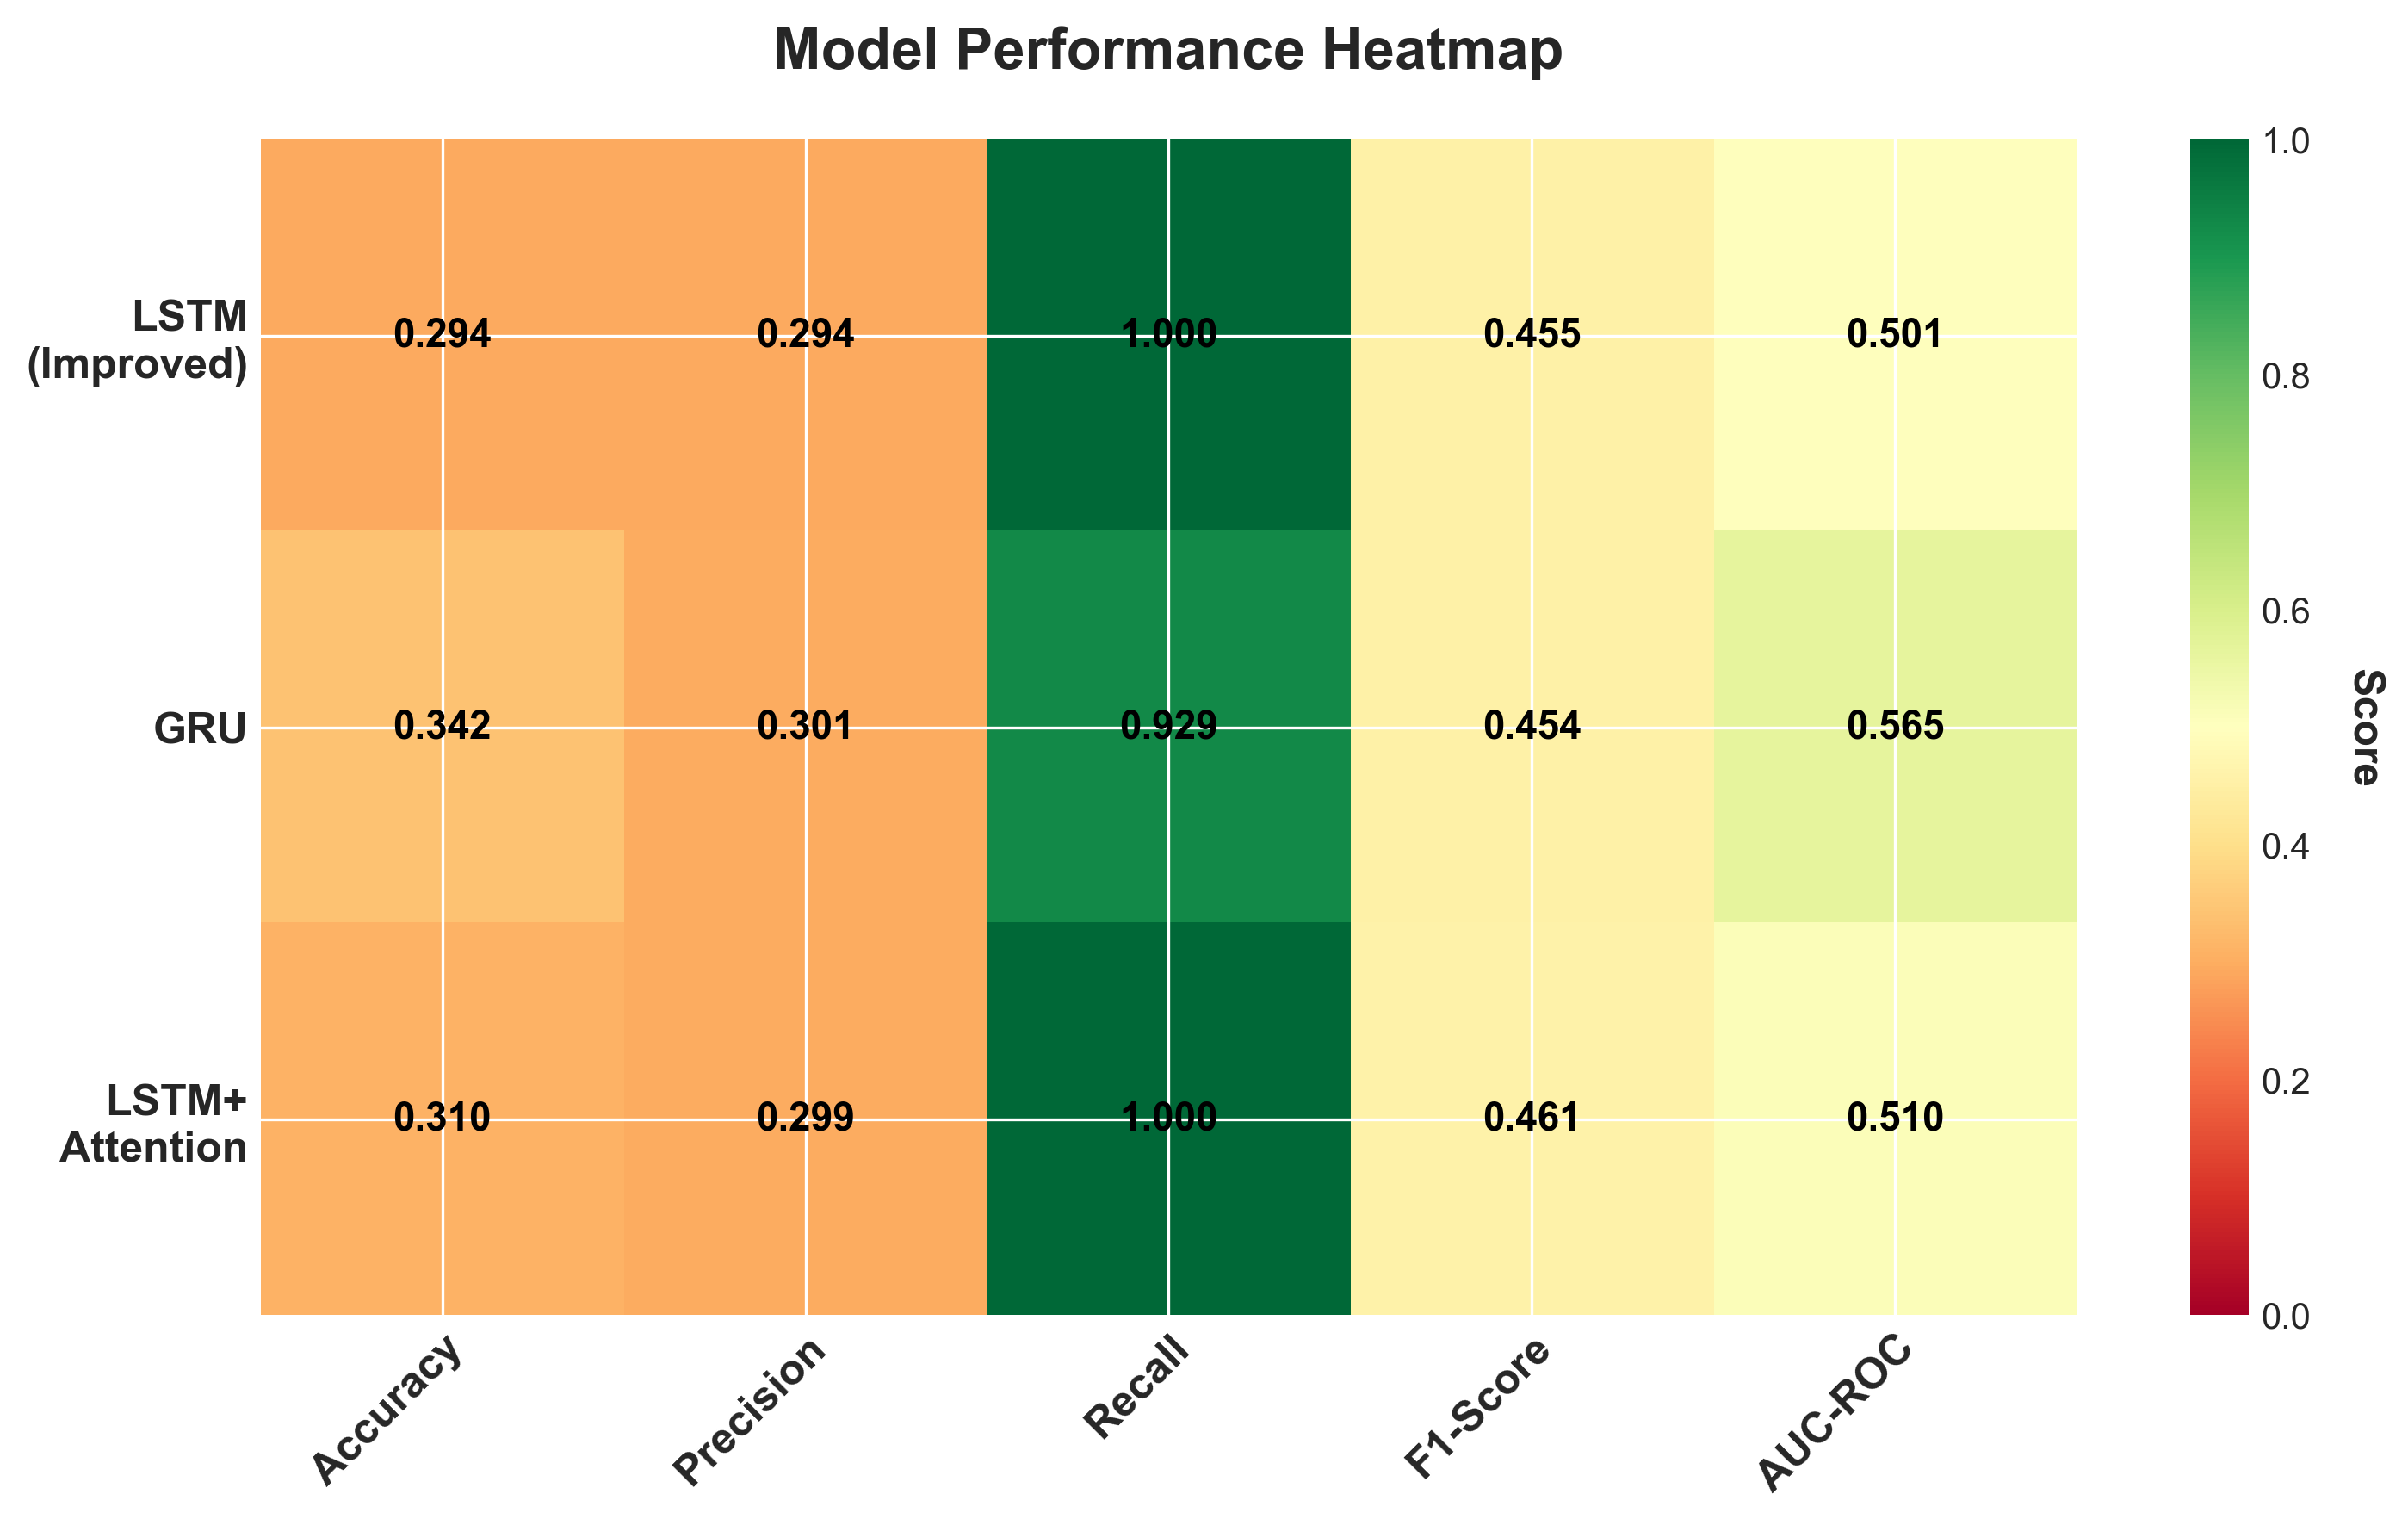 Model Performance Heatmap
LSTM
(Improved)
0.294
0.294
1.000
0.455
0.501
GRU
0.342
0.301
0.929
0.454
0.565
LSTM+
Attention
0.310
0.299
1.000
0.461
0.510
Accuracy
Precision
Recall
F1-Score
AUC-ROC
1.0
0.8
0.6
0.4
0.2
0.0
Score